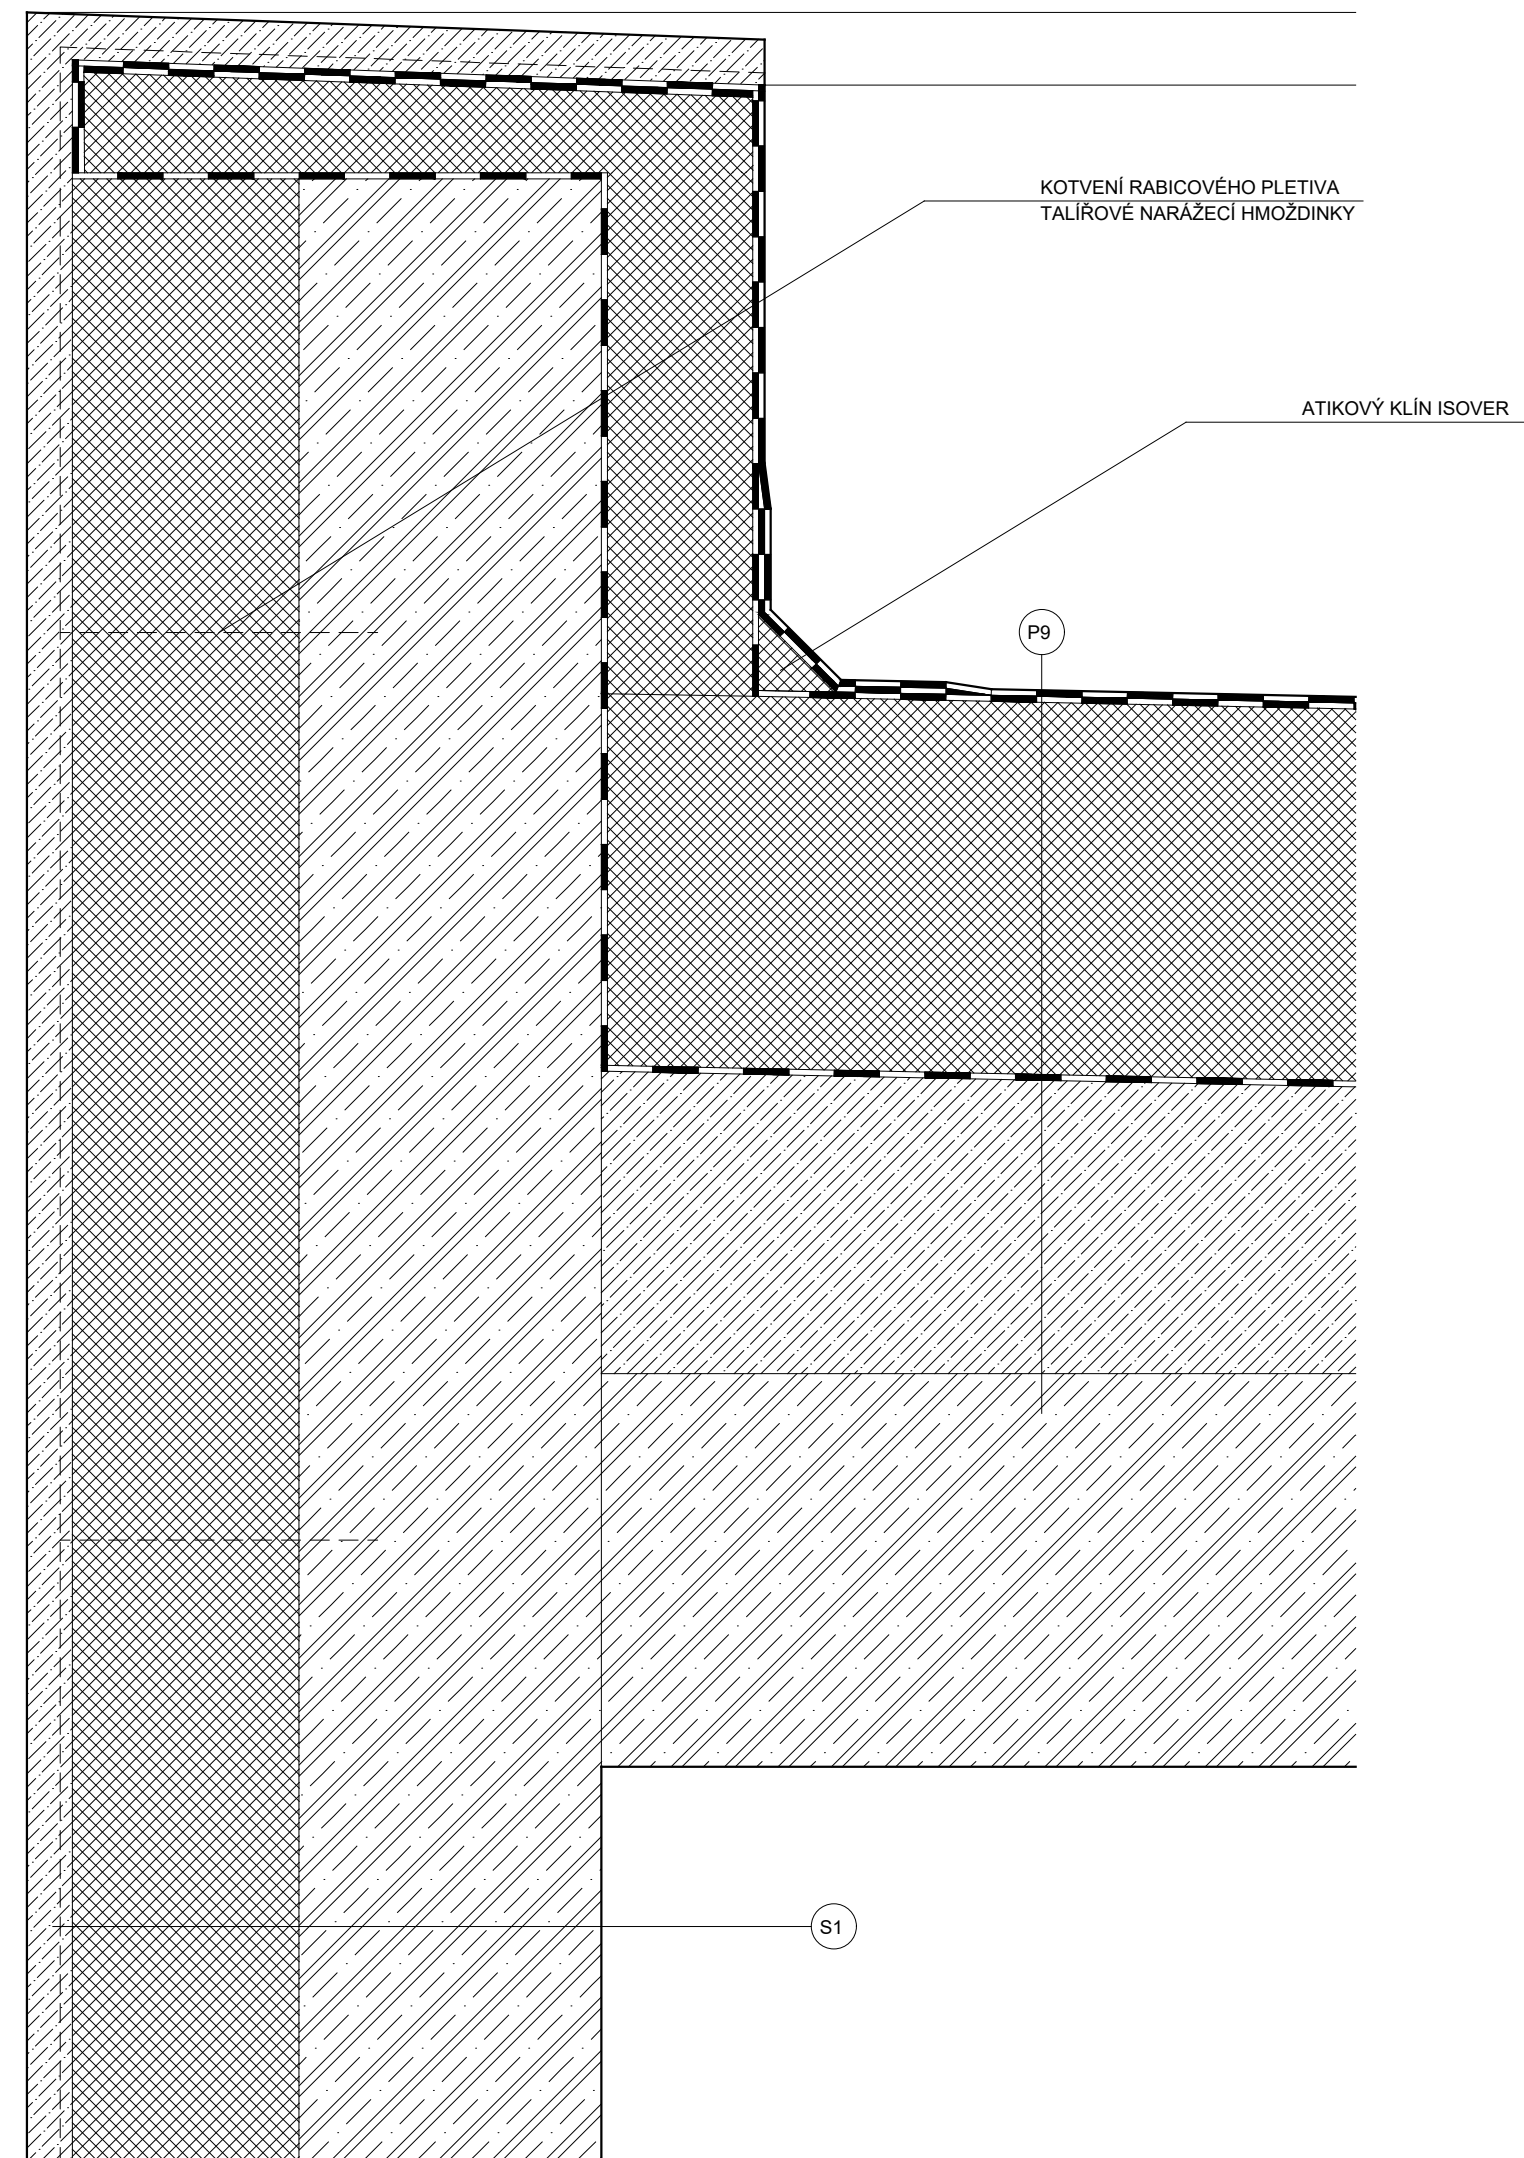 KOTVENÍ RABICOVÉHO PLETIVA
TALÍŘOVÉ NARÁŽECÍ HMOŽDINKY
ATIKOVÝ KLÍN ISOVER
P9
S1